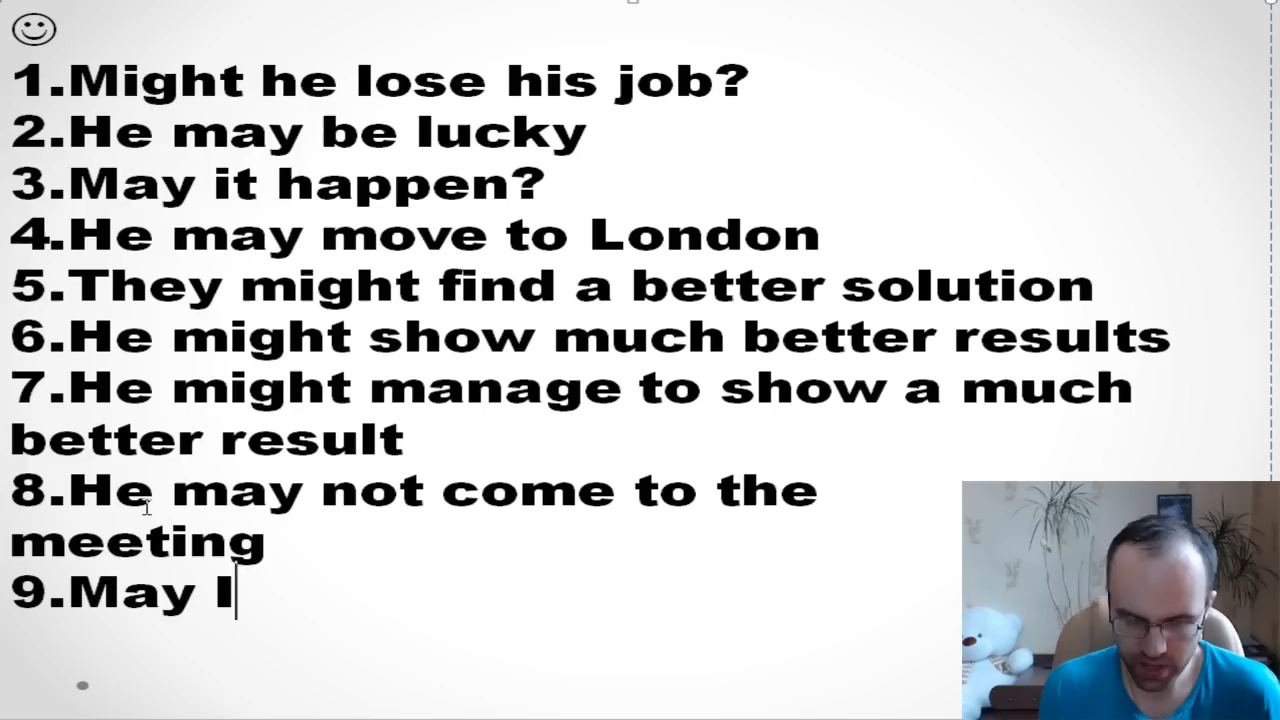 1.Might he lose his job?
2.He may be lucky
3.May it happen?
4.He may move to London
5.They might find a better solution
6.He might show much better results
7.He might manage to show a much
better result
8.He may not come to the
meeting
9.May I